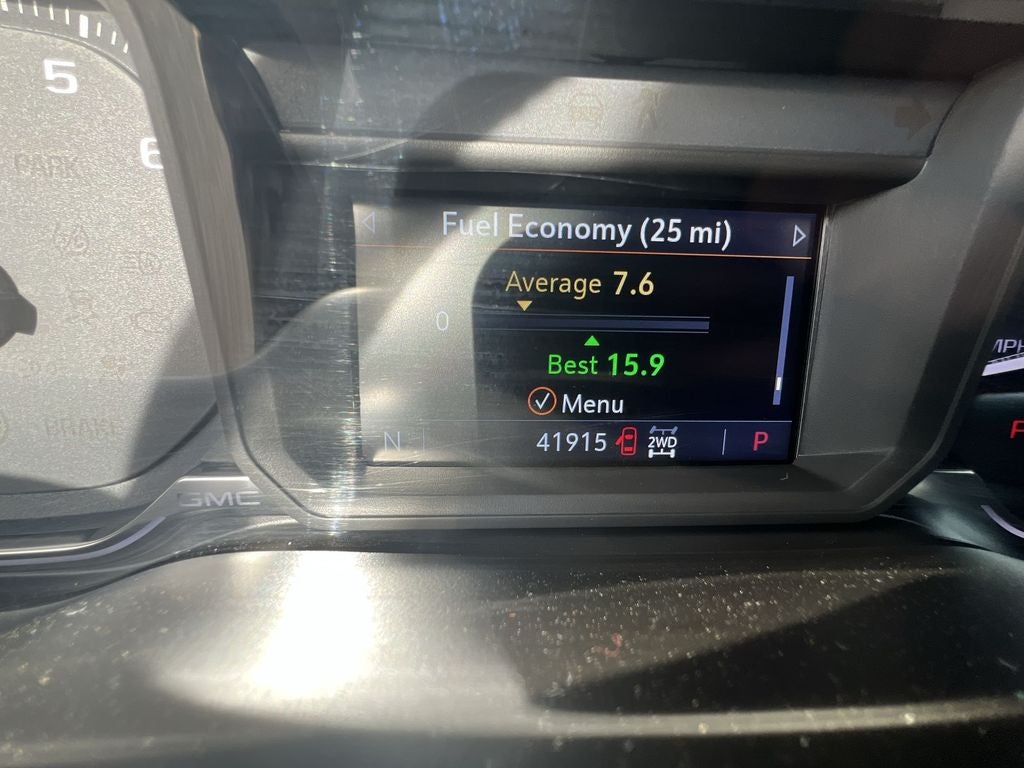 5
6
PARK
BRAKE
GMC
Fuel Economy (25 mi)
Average 7.6
0
Best 15.9
Menu
N
41915
2WD
P
MPH